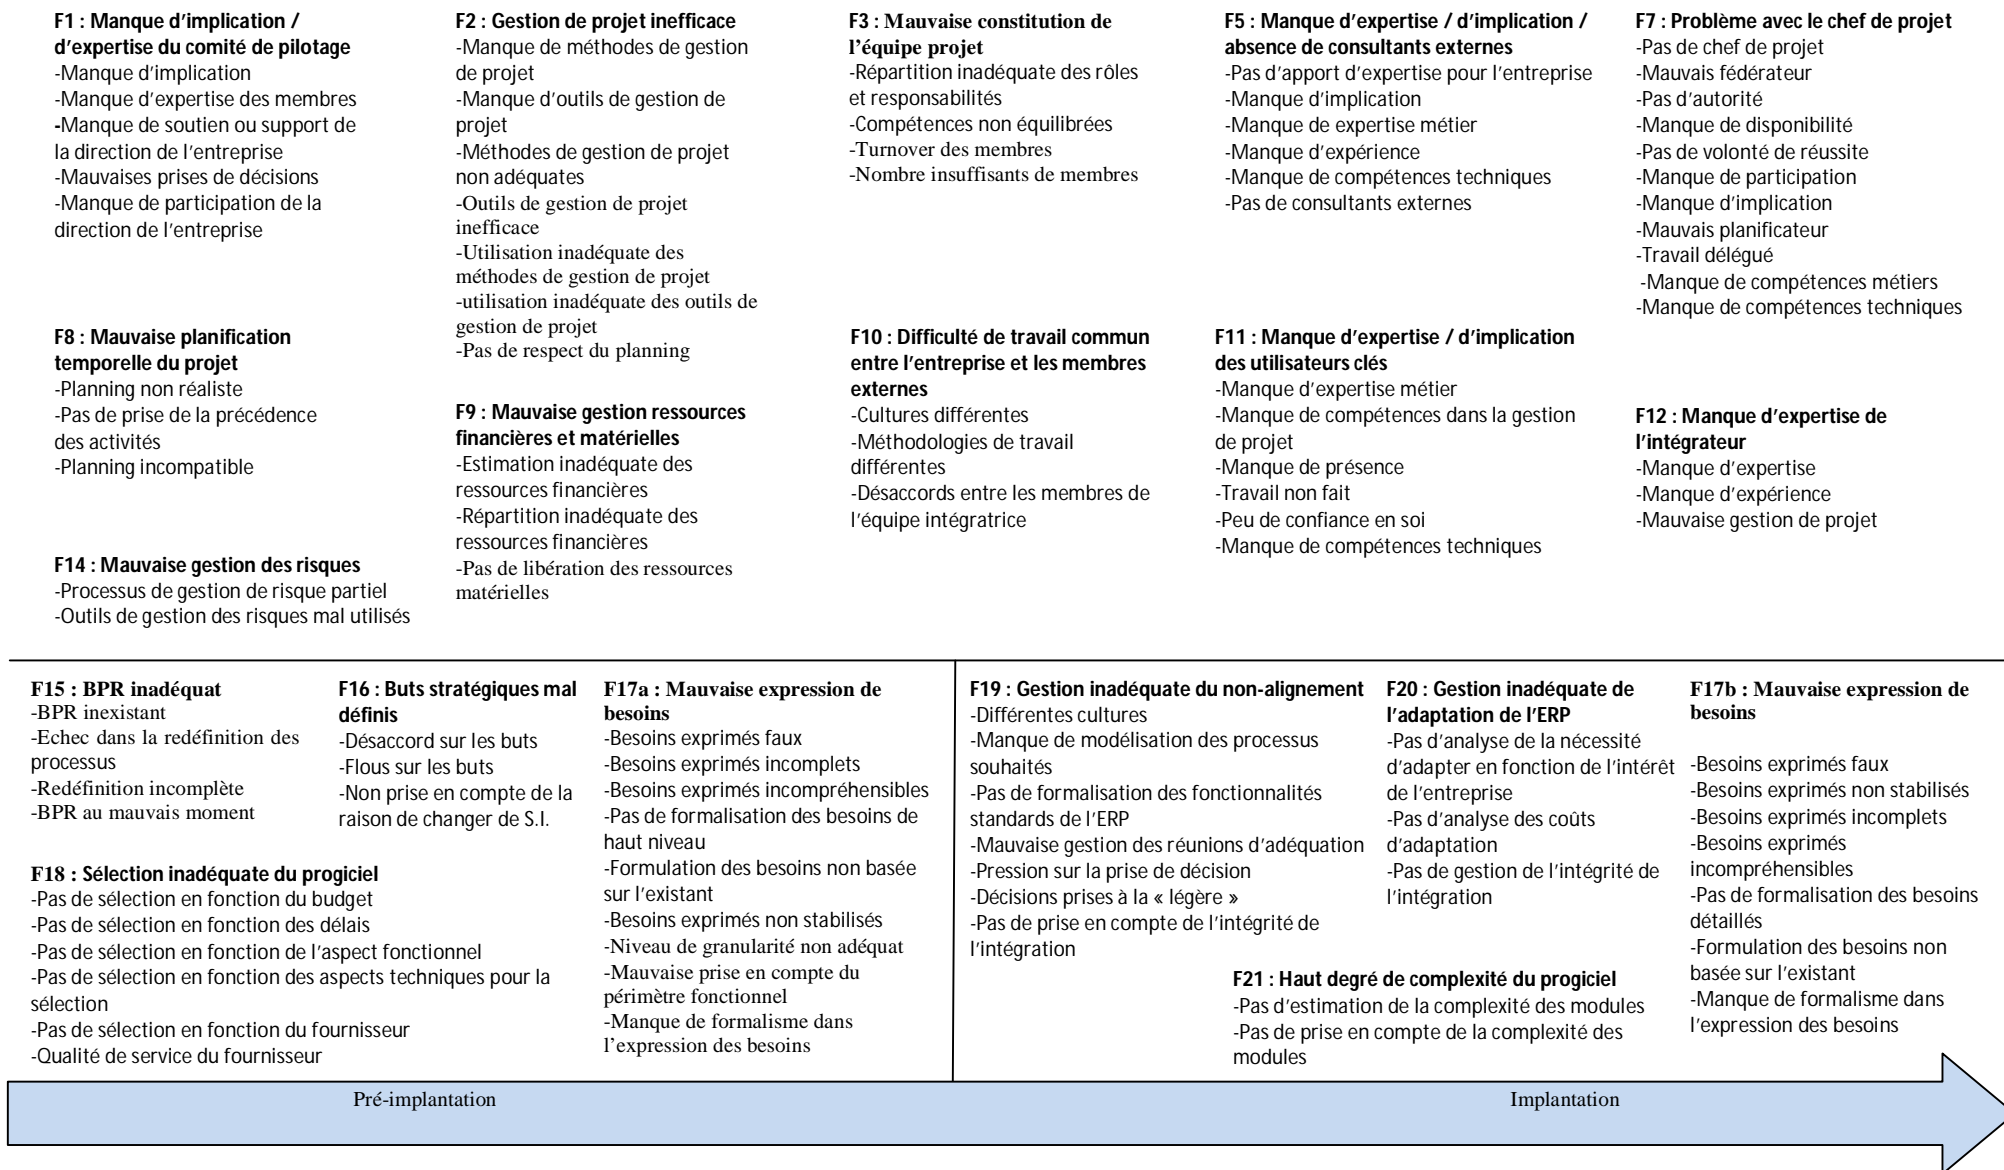 F1 : Manque d'implication /
d'expertise du comité de pilotage
-Manque d'implication
-Manque d'expertise des membres
-Manque de soutien ou support de
la direction de l'entreprise
-Mauvaises prises de décisions
-Manque de participation de la
direction de l'entreprise
F2 : Gestion de projet inefficace
-Manque de méthodes de gestion
de projet
-Manque d'outils de gestion de
projet
-Méthodes de gestion de projet
non adéquates
-Outils de gestion de projet
inefficace
-Utilisation inadéquate des
méthodes de gestion de projet
-utilisation inadéquate des outils de
gestion de projet
-Pas de respect du planning
F3 : Mauvaise constitution de
l'équipe projet
-Répartition inadéquate des rôles
et responsabilités
-Compétences non équilibrées
-Turnover des membres
-Nombre insuffisants de membres
F5 : Manque d'expertise / d'implication /
absence de consultants externes
-Pas d'apport d'expertise pour l'entreprise
-Manque d'implication
-Manque de expertise métier
-Manque d'expérience
-Manque de compétences techniques
-Pas de consultants externes
F7 : Problème avec le chef de projet
-Pas de chef de projet
-Mauvais fédérateur
-Pas d'autorité
-Manque de disponibilité
-Pas de volonté de réussite
-Manque de participation
-Manque d'implication
-Mauvais planificateur
-Travail délégué
-Manque de compétences métiers
-Manque de compétences techniques
F8 : Mauvaise planification
temporelle du projet
-Planning non réaliste
-Pas de prise de la précédence
des activités
-Planning incompatible
F9 : Mauvaise gestion ressources
financières et matérielles
-Estimation inadéquate des
ressources financières
-Répartition inadéquate des
ressources financières
-Pas de libération des ressources
matérielles
F10 : Difficulté de travail commun
entre l'entreprise et les membres
externes
-Cultures différentes
-Méthodologies de travail
différentes
-Désaccords entre les membres de
l'équipe intégratrice
F11 : Manque d'expertise / d'implication
des utilisateurs clés
-Manque d'expertise métier
-Manque de compétences dans la gestion
de projet
-Manque de présence
-Travail non fait
-Peu de confiance en soi
-Manque de compétences techniques
F12 : Manque d'expertise de
l'intégrateur
-Manque d'expertise
-Manque d'expérience
-Mauvaise gestion de projet
F14 : Mauvaise gestion des risques
-Processus de gestion de risque partiel
-Outils de gestion des risques mal utilisés
F15 : BPR inadéquat
-BPR inexistant
-Echec dans la redéfinition des
processus
-Redéfinition incomplète
-BPR au mauvais moment
F16 : Buts stratégiques mal
définis
-Désaccord sur les buts
-Flous sur les buts
-Non prise en compte de la
raison de changer de S.I.
F17a : Mauvaise expression de
besoins
-Besoins exprimés faux
-Besoins exprimés incomplets
-Besoins exprimés incompréhensibles
-Pas de formalisation des besoins de
haut niveau
-Formulation des besoins non basée
sur l'existant
-Besoins exprimés non stabilisés
-Niveau de granularité non adéquat
-Mauvaise prise en compte du
périmètre fonctionnel
-Manque de formalisme dans
l'expression des besoins
F18 : Sélection inadéquate du progiciel
-Pas de sélection en fonction du budget
-Pas de sélection en fonction des délais
-Pas de sélection en fonction de l'aspect fonctionnel
-Pas de sélection en fonction des aspects techniques pour la
sélection
-Pas de sélection en fonction du fournisseur
-Qualité de service du fournisseur
F19 : Gestion inadéquate du non-alignement
-Différentes cultures
-Manque de modélisation des processus
souhaités
-Pas de formalisation des fonctionnalités
standards de l'ERP
-Mauvaise gestion des réunions d'adéquation
-Pression sur la prise de décision
-Décisions prises à la « légère »
-Pas de prise en compte de l'intégrité de
l'intégration
F20 : Gestion inadéquate de
l'adaptation de l'ERP
-Pas d'analyse de la nécessité
d'adapter en fonction de l'intérêt
de l'entreprise
-Pas d'analyse des coûts
d'adaptation
-Pas de gestion de l'intégrité de
l'intégration
F17b : Mauvaise expression de
besoins
-Besoins exprimés faux
-Besoins exprimés non stabilisés
-Besoins exprimés incomplets
-Besoins exprimés
incompréhensibles
-Pas de formalisation des besoins
détaillés
-Formulation des besoins non
basée sur l'existant
-Manque de formalisme dans
l'expression des besoins
F21 : Haut degré de complexité du progiciel
-Pas d'estimation de la complexité des modules
-Pas de prise en compte de la complexité des
modules
Pré-implantation
Implantation